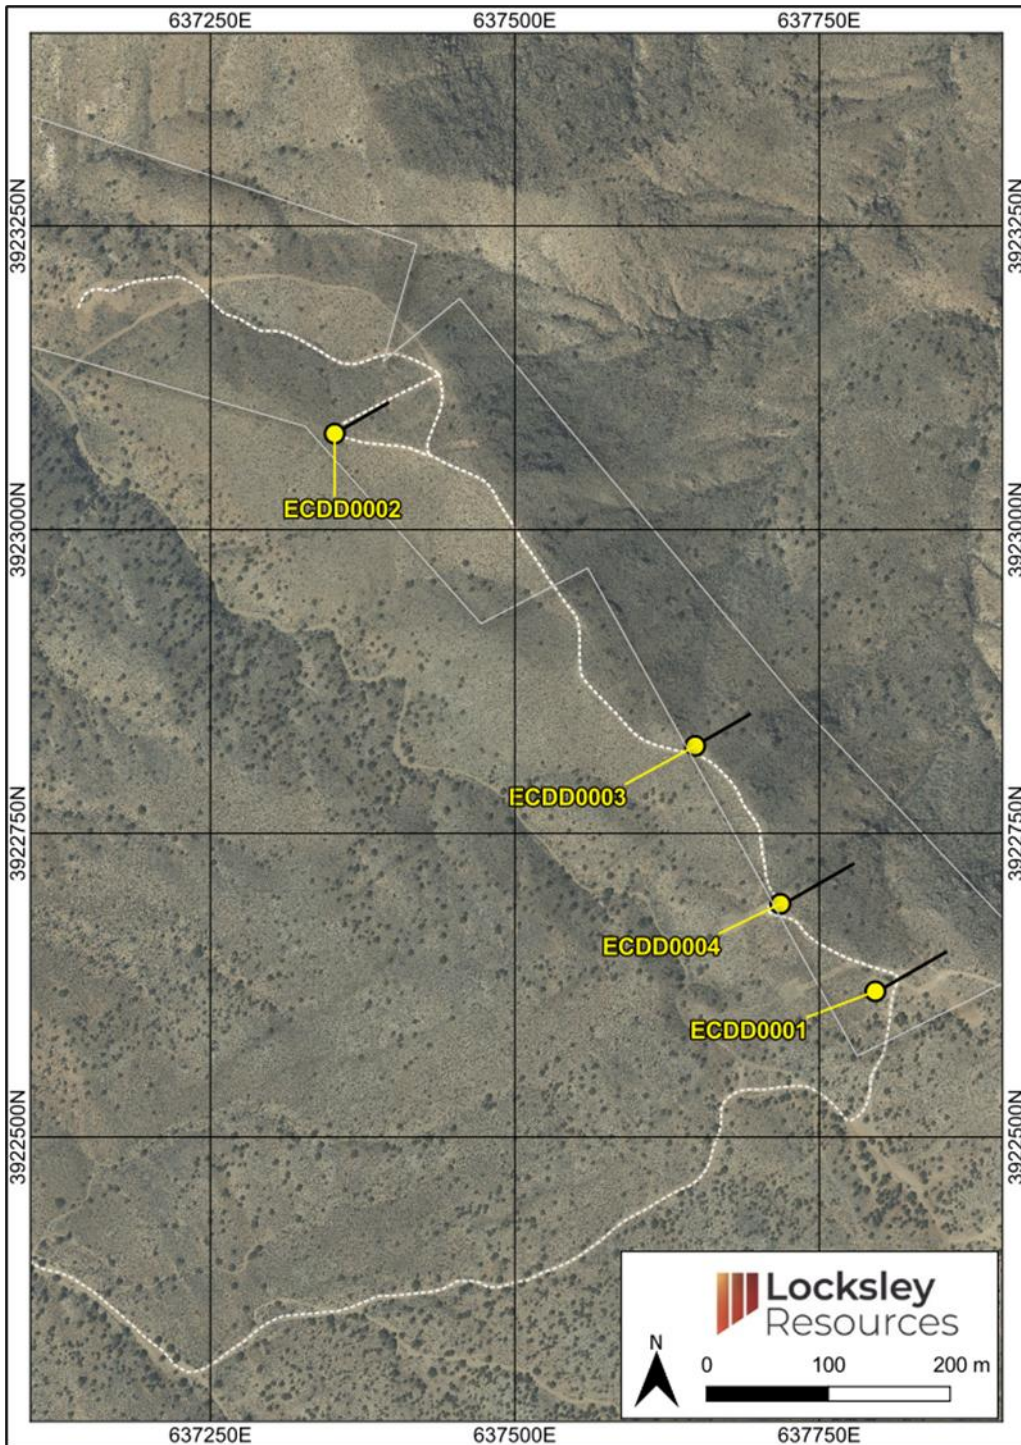 637250E 637500E 637750E
3923250N 3923250N
ECDD0002
3923000N 3923000N
ECDD0003
3922750N 3922750N
ECDD0004
ECDD0001
3922500N 3922500N
Locksley
Resources
N
0 100 200 m
637250E 637500E 637750E